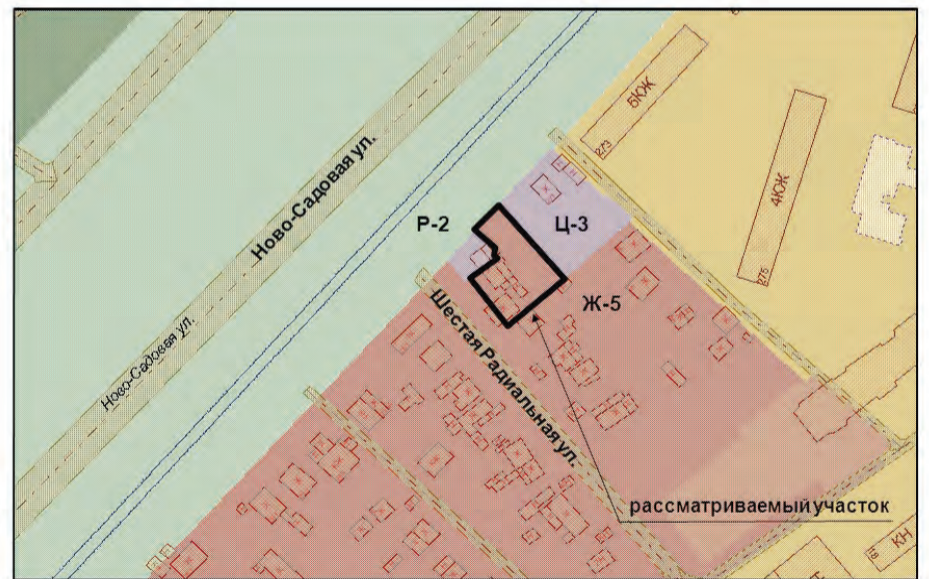 5КЖ
273
4КЖ
275
Ново-Садовая ул.
Р-2
Ц-3
Ж-5
Шестая Радиальная ул.
Ново-Садовая ул.
рассматриваемый участок
КН